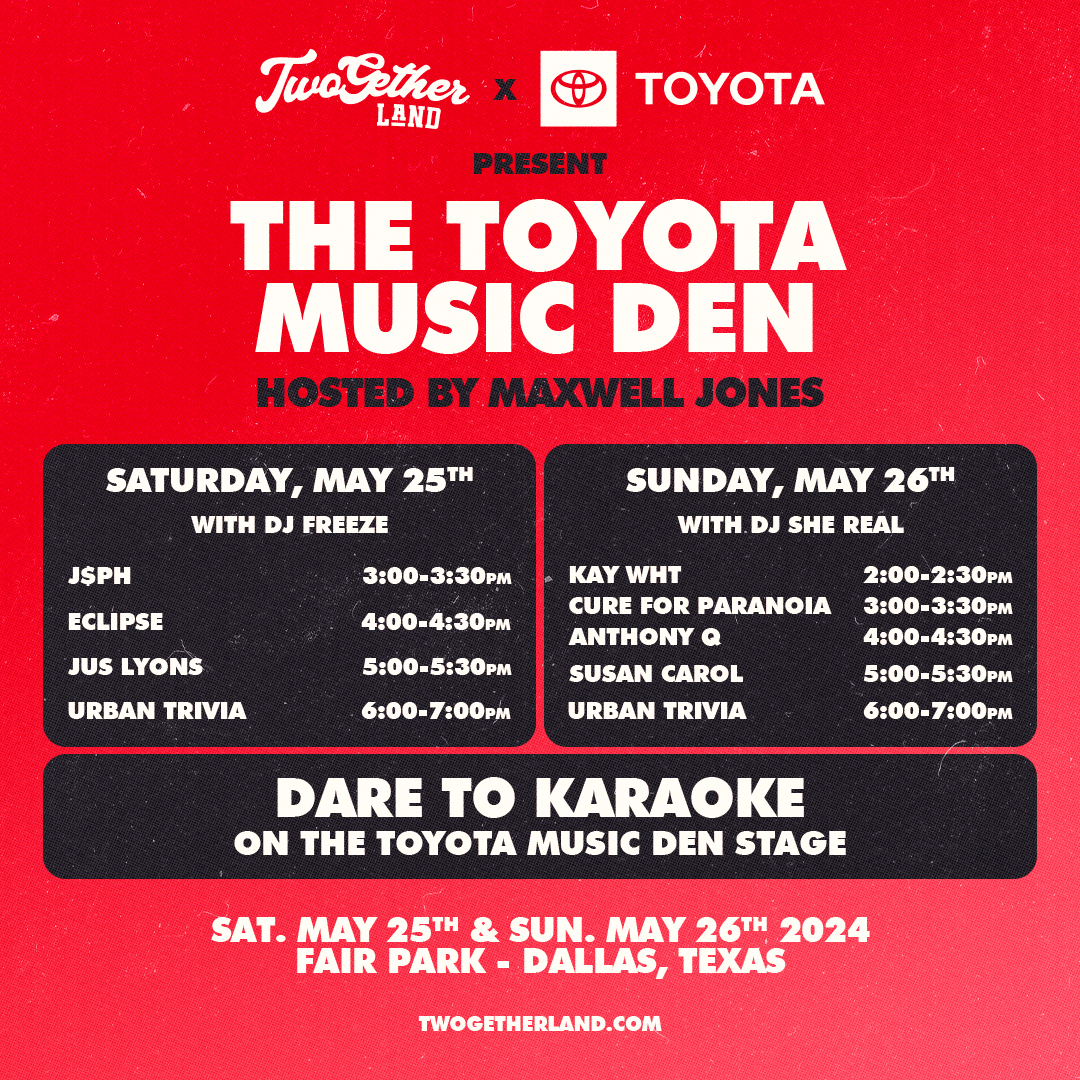 TwoGether LAND x TOYOTA
PRESENT
THE TOYOTA
MUSIC DEN
HOSTED BY MAXWELL JONES
SATURDAY, MAY 25TH
WITH DJ FREEZE
J$PH 3:00-3:30PM
ECLIPSE 4:00-4:30PM
JUS LYONS 5:00-5:30PM
URBAN TRIVIA 6:00-7:00PM
SUNDAY, MAY 26TH
WITH DJ SHE REAL
KAY WHT 2:00-2:30PM
CURE FOR PARANOIA 3:00-3:30PM
ANTHONY Q 4:00-4:30PM
SUSAN CAROL 5:00-5:30PM
URBAN TRIVIA 6:00-7:00PM
DARE TO KARAOKE
ON THE TOYOTA MUSIC DEN STAGE
SAT. MAY 25TH & SUN. MAY 26TH 2024
FAIR PARK - DALLAS, TEXAS
TWOGETHERLAND.COM